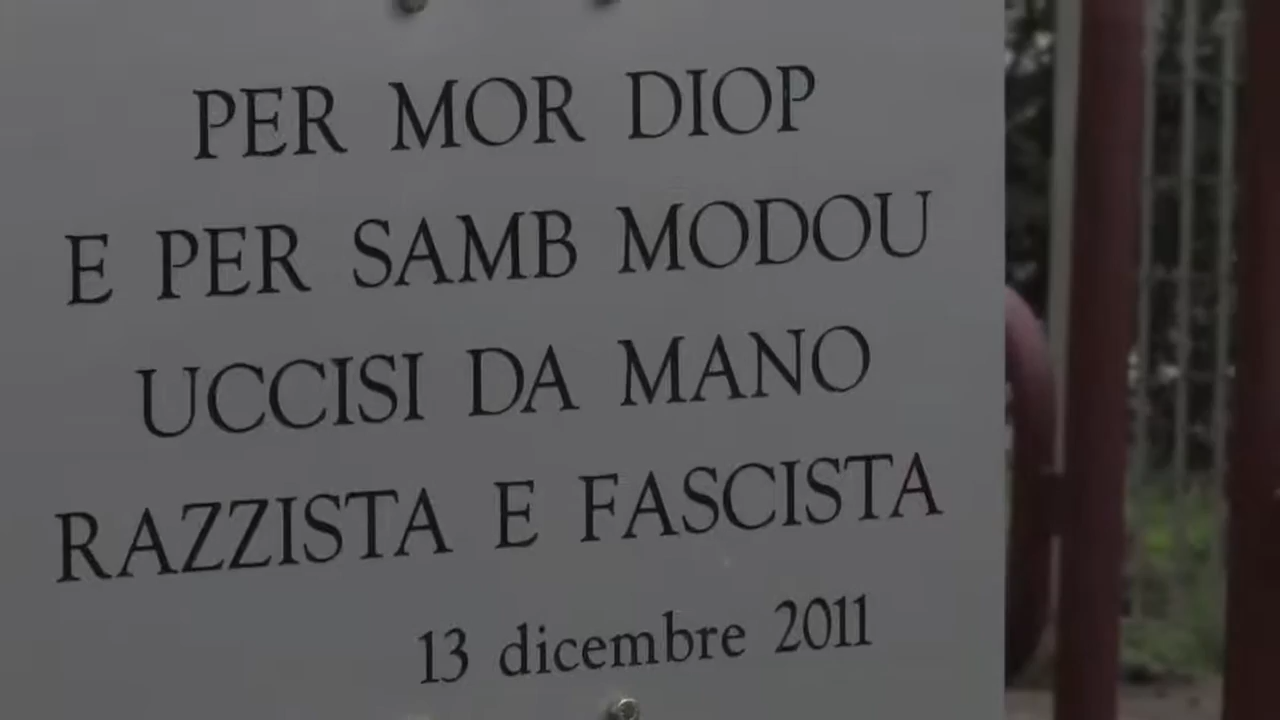 PER MOR DIOP
E PER SAMB MODOU
UCCISI DA MANO
RAZZISTA E FASCISTA
13 dicembre 2011